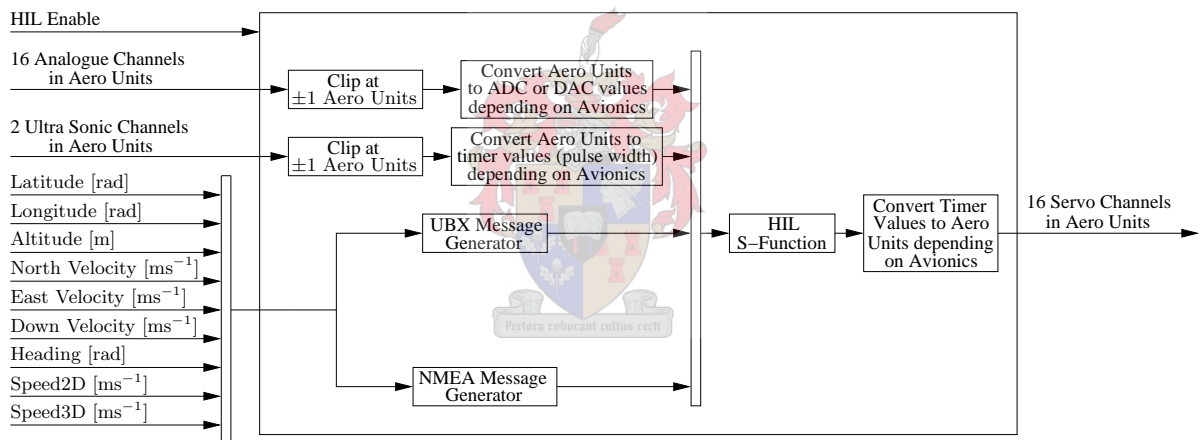 HIL Enable
16 Analogue Channels
in Aero Units
Clip at
±1 Aero Units
Convert Aero Units
to ADC or DAC values
depending on Avionics
2 Ultra Sonic Channels
in Aero Units
Clip at
±1 Aero Units
Convert Aero Units to
timer values (pulse width)
depending on Avionics
Latitude [rad]
Longitude [rad]
Altitude [m]
North Velocity [ms⁻¹]
East Velocity [ms⁻¹]
Down Velocity [ms⁻¹]
Heading [rad]
Speed2D [ms⁻¹]
Speed3D [ms⁻¹]
UBX Message
Generator
NMEA Message
Generator
HIL
S−Function
Convert Timer
Values to Aero
Units depending
on Avionics
16 Servo Channels
in Aero Units
Pectora roborant cultus recti